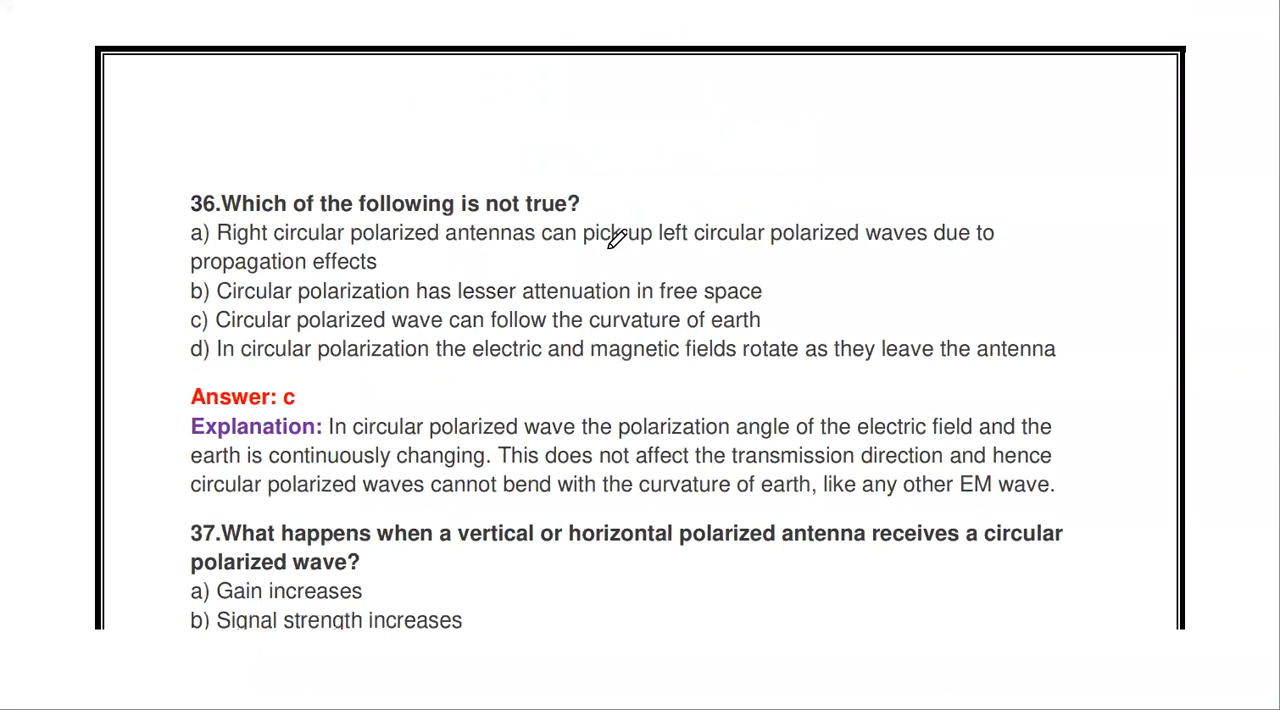 36.Which of the following is not true?
a) Right circular polarized antennas can pick up left circular polarized waves due to
propagation effects
b) Circular polarization has lesser attenuation in free space
c) Circular polarized wave can follow the curvature of earth
d) In circular polarization the electric and magnetic fields rotate as they leave the antenna
Answer: c
Explanation: In circular polarized wave the polarization angle of the electric field and the
earth is continuously changing. This does not affect the transmission direction and hence
circular polarized waves cannot bend with the curvature of earth, like any other EM wave.
37.What happens when a vertical or horizontal polarized antenna receives a circular
polarized wave?
a) Gain increases
b) Signal strength increases